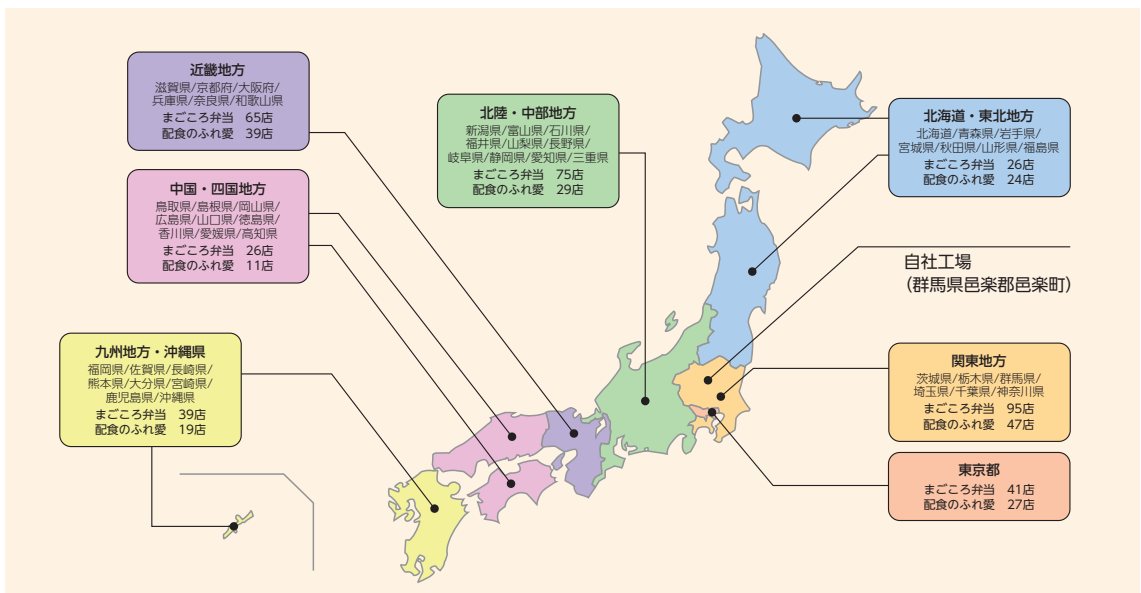 近畿地方
滋賀県/京都府/大阪府/
兵庫県/奈良県/和歌山県
まごころ弁当 65店
配食のふれ愛 39店
中国・四国地方
鳥取県/島根県/岡山県/
広島県/山口県/徳島県/
香川県/愛媛県/高知県
まごころ弁当 26店
配食のふれ愛 11店
九州地方・沖縄県
福岡県/佐賀県/長崎県/
熊本県/大分県/宮崎県/
鹿児島県/沖縄県
まごころ弁当 39店
配食のふれ愛 19店
北陸・中部地方
新潟県/富山県/石川県/
福井県/山梨県/長野県/
岐阜県/静岡県/愛知県/三重県
まごころ弁当 75店
配食のふれ愛 29店
北海道・東北地方
北海道/青森県/岩手県/
宮城県/秋田県/山形県/福島県
まごころ弁当 26店
配食のふれ愛 24店
自社工場
(群馬県邑楽郡邑楽町)
関東地方
茨城県/栃木県/群馬県/
埼玉県/千葉県/神奈川県
まごころ弁当 95店
配食のふれ愛 47店
東京都
まごころ弁当 41店
配食のふれ愛 27店